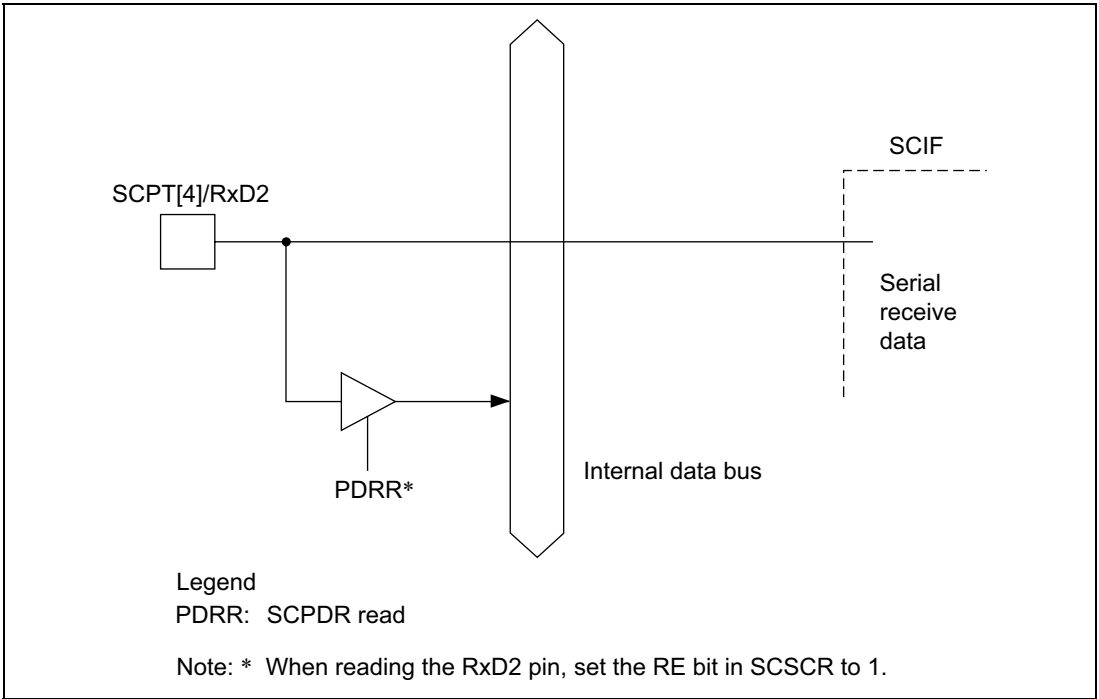 SCIF
SCPT[4]/RxD2
Serial
receive
data
Internal data bus
PDRR*
Legend
PDRR: SCPDR read
Note: * When reading the RxD2 pin, set the RE bit in SCSCR to 1.